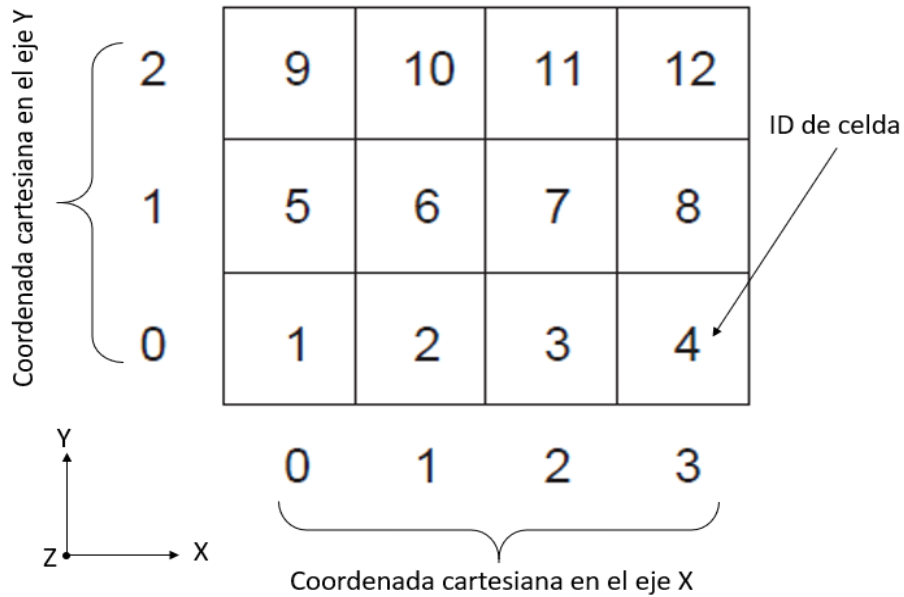 Coordenada cartesiana en el eje Y
2 9 10 11 12
ID de celda
1 5 6 7 8
0 1 2 3 4
Y
0 1 2 3
Z X
Coordenada cartesiana en el eje X